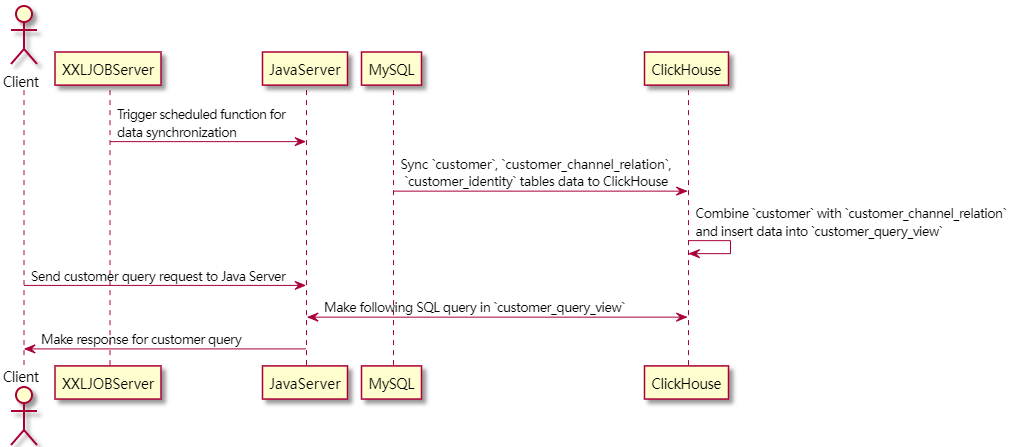 Client
XXLJOBServer
JavaServer
MySQL
ClickHouse
Trigger scheduled function for
data synchronization
Sync `customer`, `customer_channel_relation`,
`customer_identity` tables data to ClickHouse
Combine `customer` with `customer_channel_relation`
and insert data into `customer_query_view`
Send customer query request to Java Server
Make following SQL query in `customer_query_view`
Make response for customer query
Client
XXLJOBServer
JavaServer
MySQL
ClickHouse